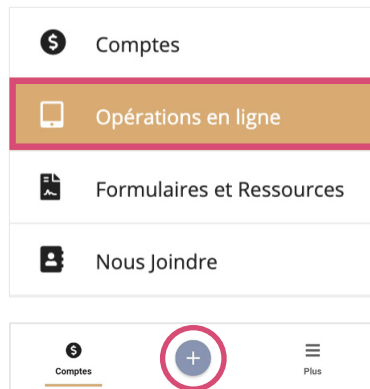 Comptes
Opérations en ligne
Formulaires et Ressources
Nous Joindre
Comptes
Plus